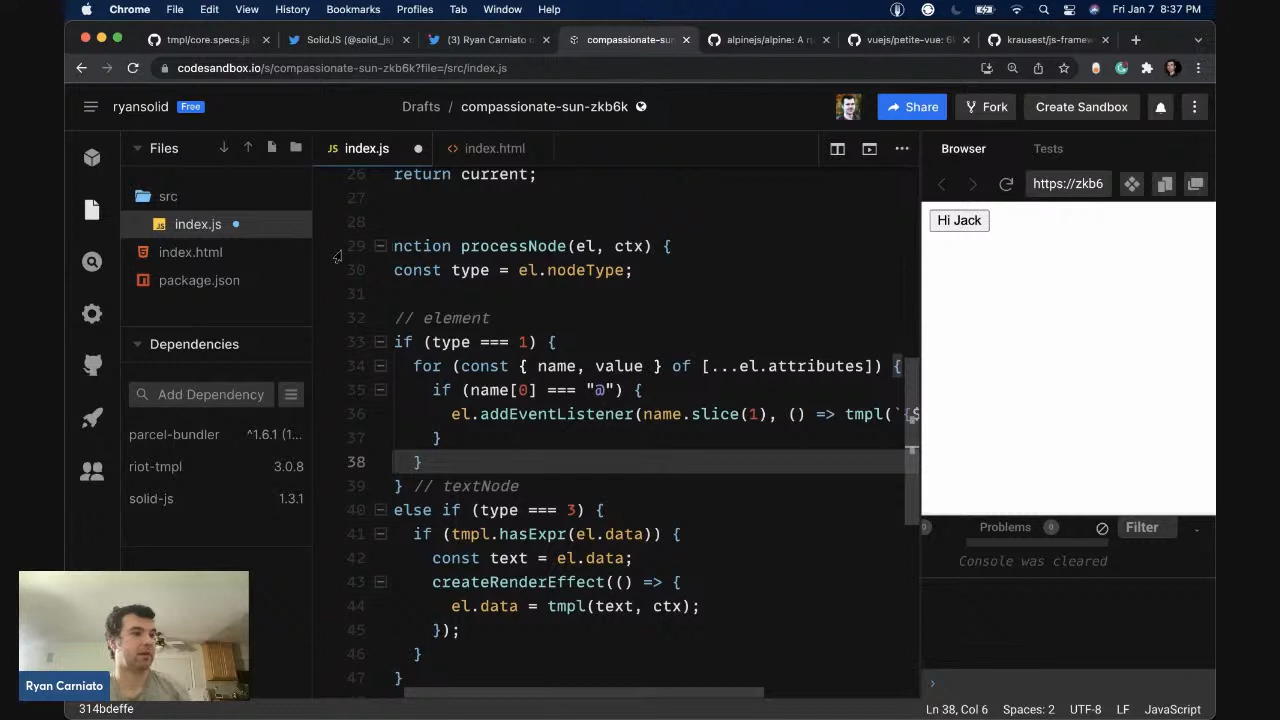 Chrome File Edit View History Bookmarks Profiles Tab Window Help Fri Jan 7 8:37 PM
tmpl/core.specs.js SolidJS (@solid_js) (3) Ryan Carniato compassionate-sun alpinejs/alpine: A r vuejs/petite-vue: 6 krausest/js-frame
codesandbox.io/s/compassionate-sun-zkb6k?file=/src/index.js
ryansolid Free Drafts / compassionate-sun-zkb6k Share Fork Create Sandbox
Files index.js index.html Browser Tests
https://zkb6
src
index.js
index.html
package.json
Dependencies
Add Dependency
parcel-bundler ^1.6.1 (1...
riot-tmpl 3.0.8
solid-js 1.3.1
26 return current;
27
28
29 nction processNode(el, ctx) {
30 const type = el.nodeType;
31
32 // element
33 if (type === 1) {
34 for (const { name, value } of [...el.attributes]) {
35 if (name[0] === "@") {
36 el.addEventListener(name.slice(1), () => tmpl(`{$
37 }
38 }
39 } // textNode
40 else if (type === 3) {
41 if (tmpl.hasExpr(el.data)) {
42 const text = el.data;
43 createRenderEffect(() => {
44 el.data = tmpl(text, ctx);
45 });
46 }
47 }
Hi Jack
0 Problems 0 Filter
Console was cleared
Ryan Carniato
314bdeffe Ln 38, Col 6 Spaces: 2 UTF-8 LF JavaScript